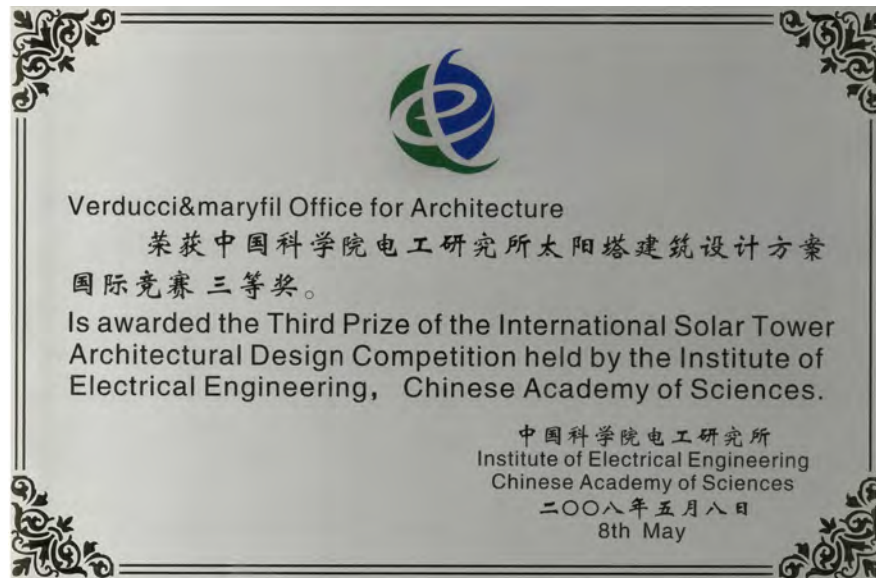 Verducci&maryfil Office for Architecture
荣获中国科学院电工研究所太阳塔建筑设计方案
国际竞赛 三等奖。
Is awarded the Third Prize of the International Solar Tower
Architectural Design Competition held by the Institute of
Electrical Engineering, Chinese Academy of Sciences.
中国科学院电工研究所
Institute of Electrical Engineering
Chinese Academy of Sciences
二〇〇八年五月八日
8th May